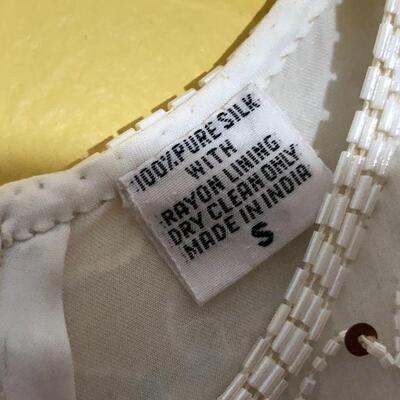 100% PURE SILK
WITH
RAYON LINING
DRY CLEAN ONLY
MADE IN INDIA
S